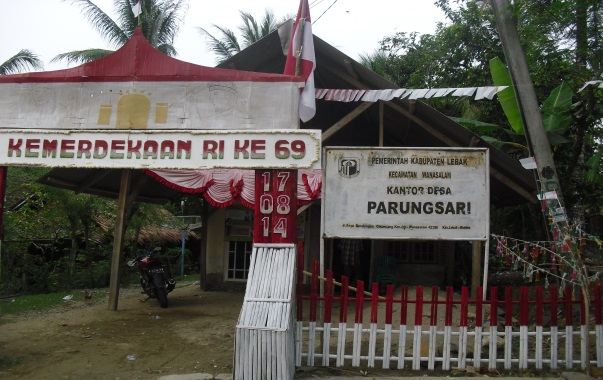 KEMERDEKAAN RI KE 69
17
08
14
PEMERINTAH KABUPATEN LEBAK
KECAMATAN WANASALAM
KANTOR DESA
PARUNGSARI